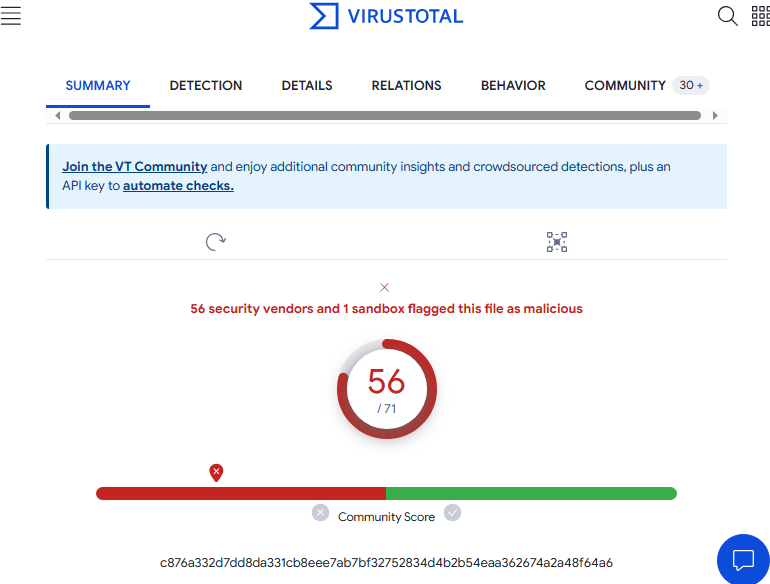 VIRUSTOTAL
SUMMARY DETECTION DETAILS RELATIONS BEHAVIOR COMMUNITY 30 +
Join the VT Community and enjoy additional community insights and crowdsourced detections, plus an
API key to automate checks.
56 security vendors and 1 sandbox flagged this file as malicious
56
/ 71
Community Score
c876a332d7dd8da331cb8eee7ab7bf32752834d4b2b54eaa362674a2a48f64a6